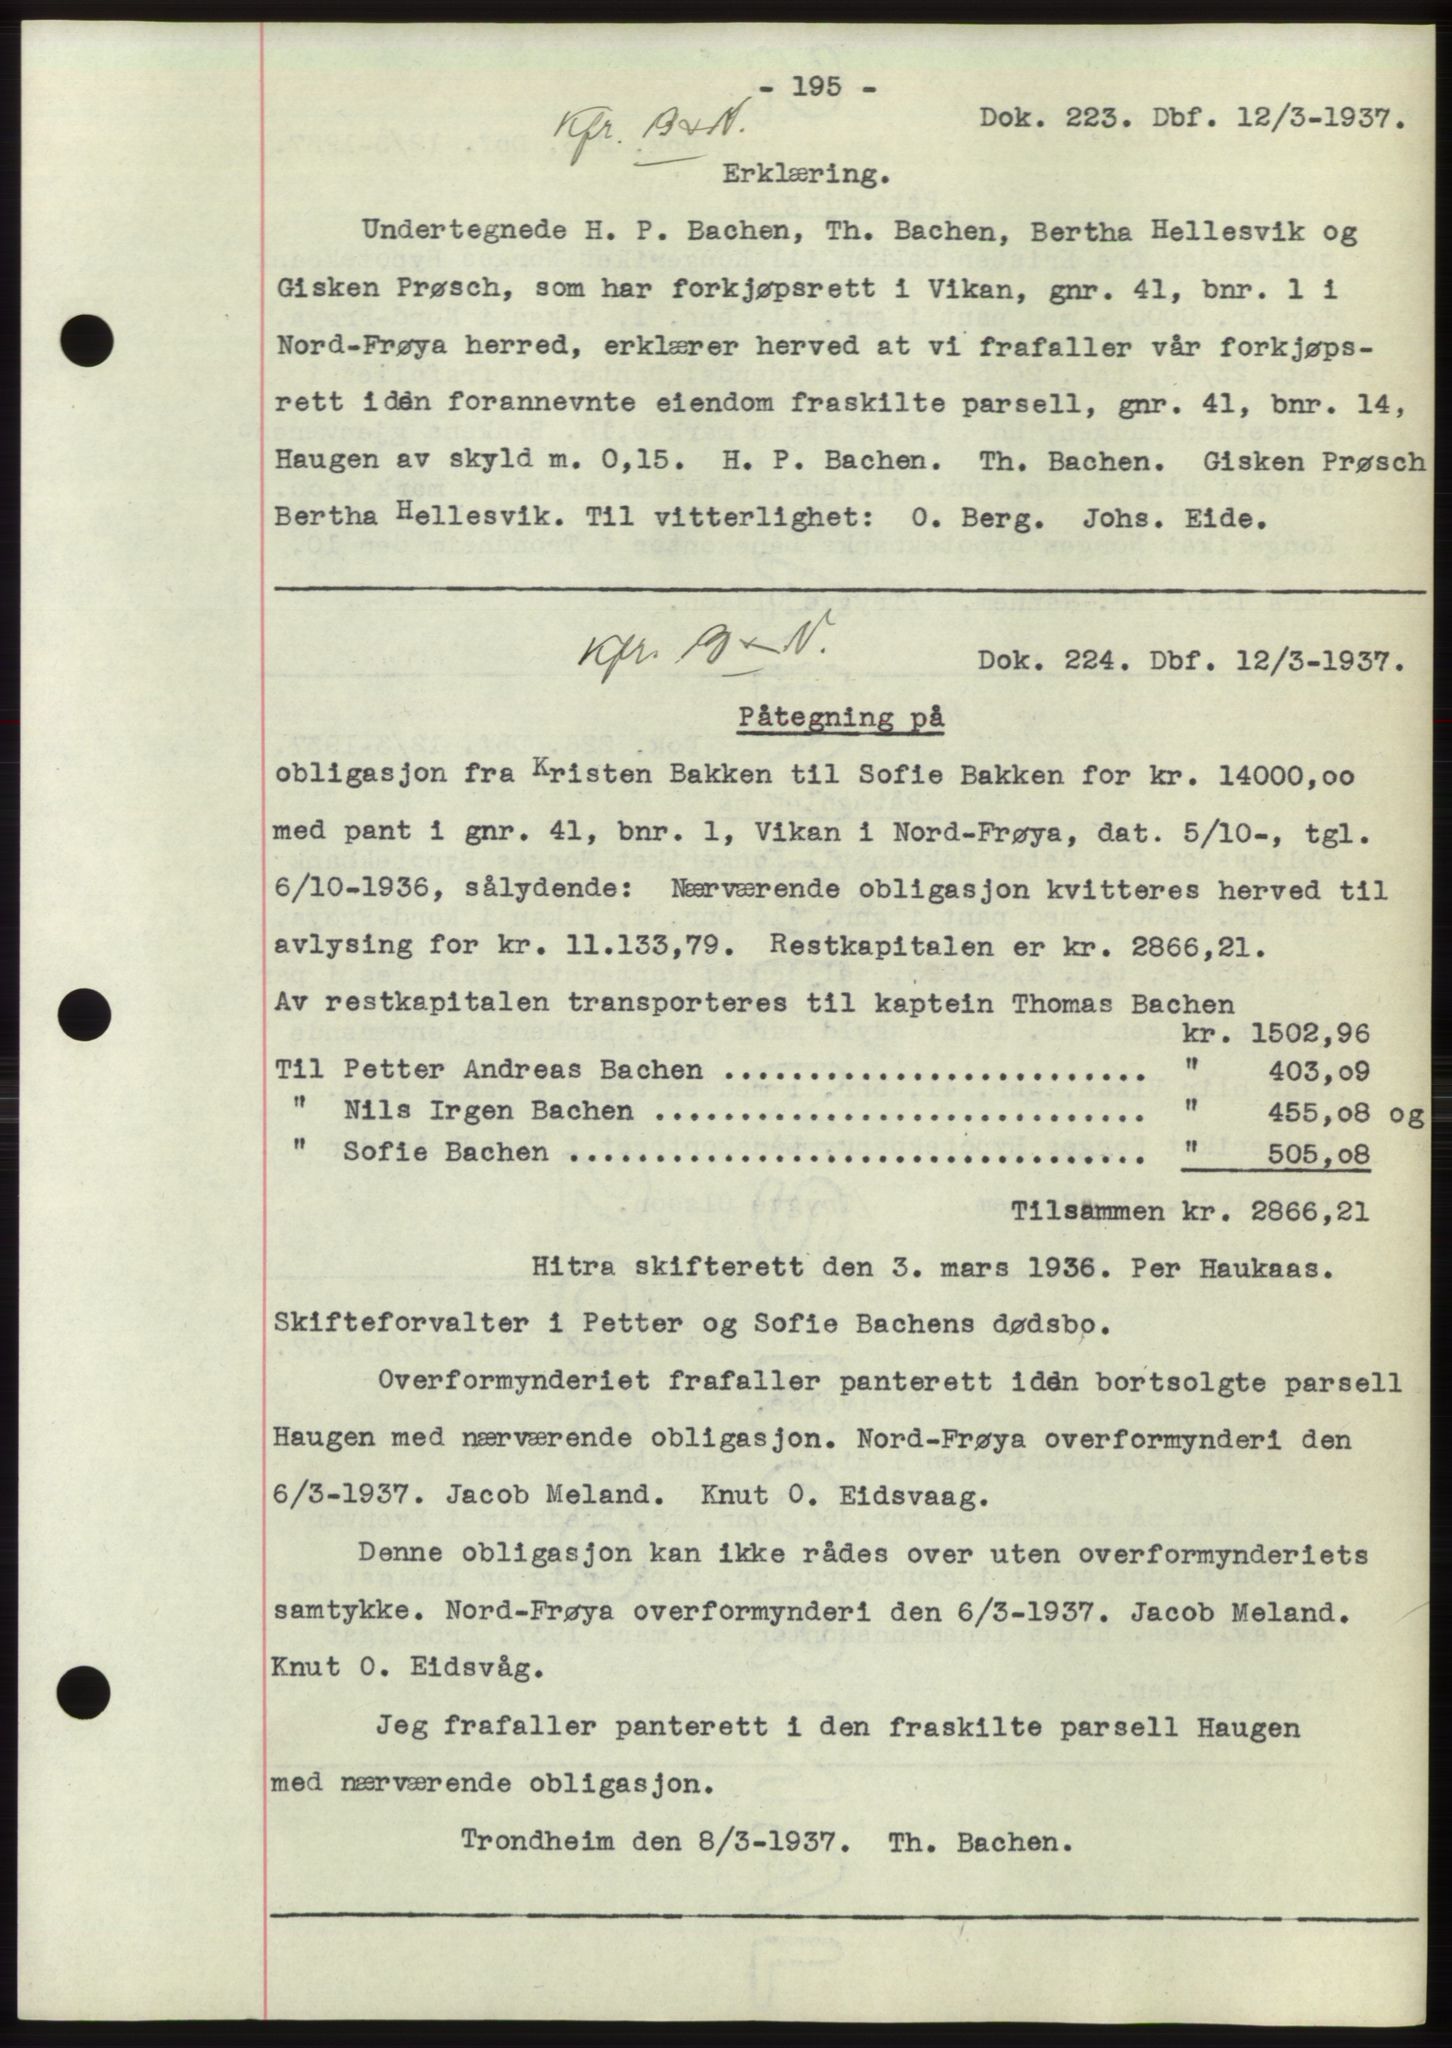 - 195 -
Kfr. B & N.
Dok. 223. Dbf. 12/3-1937.
Erklæring.
Undertegnede H. P. Bachen, Th. Bachen, Bertha Hellesvik og
Gisken Prøsch, som har forkjøpsrett i Vikan, gnr. 41, bnr. 1 i
Nord-Frøya herred, erklærer herved at vi frafaller vår forkjøps-
rett i den forannevnte eiendom fraskilte parsell, gnr. 41, bnr. 14,
Haugen av skyld m. 0,15. H. P. Bachen. Th. Bachen. Gisken Prøsch
Bertha Hellesvik. Til vitterlighet: O. Berg. Johs. Eide.
Kfr. B & N.
Dok. 224. Dbf. 12/3-1937.
Påtegning på
obligasjon fra Kristen Bakken til Sofie Bakken for kr. 14000,oo
med pant i gnr. 41, bnr. 1, Vikan i Nord-Frøya, dat. 5/10-, tgl.
6/10-1936, sålydende: Nærværende obligasjon kvitteres herved til
avlysing for kr. 11.133,79. Restkapitalen er kr. 2866,21.
Av restkapitalen transporteres til kaptein Thomas Bachen
kr. 1502,96
Til Petter Andreas Bachen ......................... " 403,o9
" Nils Irgen Bachen ............................. " 455,o8 og
" Sofie Bachen .................................. " 505,o8
Tilsammen kr. 2866,21
Hitra skifterett den 3. mars 1936. Per Haukaas.
Skifteforvalter i Petter og Sofie Bachens dødsbo.
Overformynderiet frafaller panterett i den bortsolgte parsell
Haugen med nærværende obligasjon. Nord-Frøya overformynderi den
6/3-1937. Jacob Meland. Knut O. Eidsvaag.
Denne obligasjon kan ikke rådes over uten overformynderiets
samtykke. Nord-Frøya overformynderi den 6/3-1937. Jacob Meland.
Knut O. Eidsvåg.
Jeg frafaller panterett i den fraskilte parsell Haugen
med nærværende obligasjon.
Trondheim den 8/3-1937. Th. Bachen.